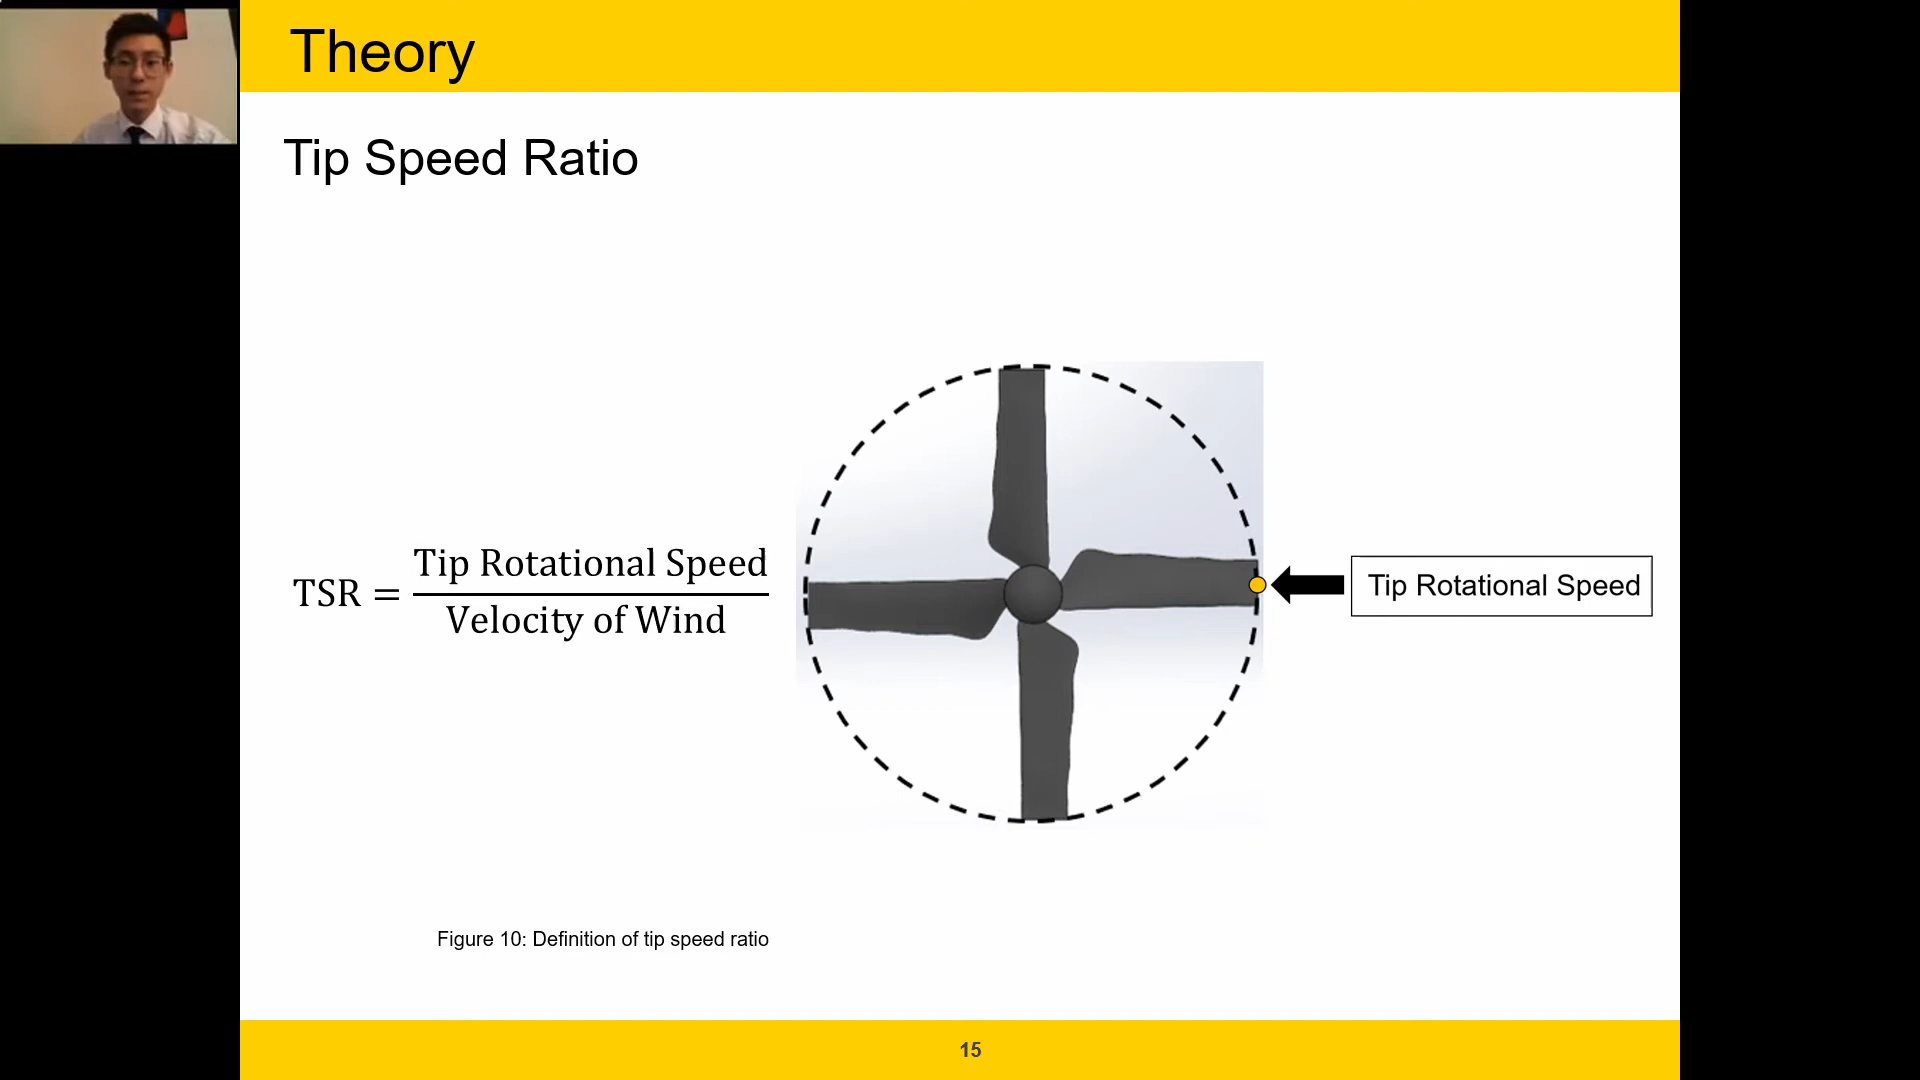 Theory
Tip Speed Ratio
TSR = Tip Rotational Speed / Velocity of Wind
Tip Rotational Speed
Figure 10: Definition of tip speed ratio
15